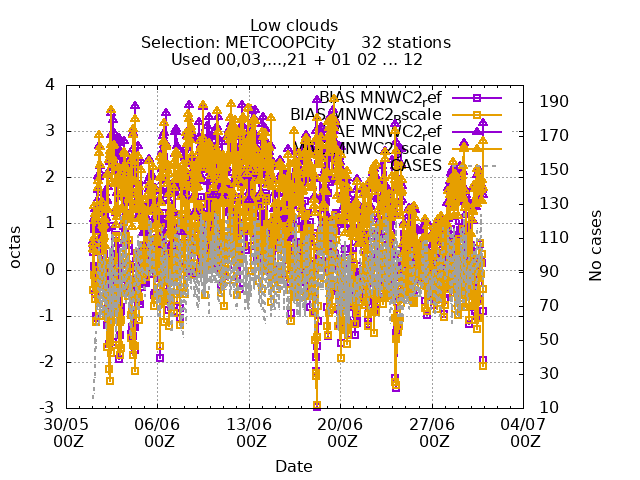 Low clouds
Selection: METCOOPCity 32 stations
Used 00,03,...,21 + 01 02 ... 12
4
3
2
1
0
-1
-2
-3
octas
190
170
150
130
110
90
70
50
30
10
No cases
BIAS MNWC2_ref
BIAS MNWC2_8scale
MNWC2_ref
MNWC2_8scale
CASES
30/05 06/06 13/06 20/06 27/06 04/07
00Z 00Z 00Z 00Z 00Z 00Z
Date